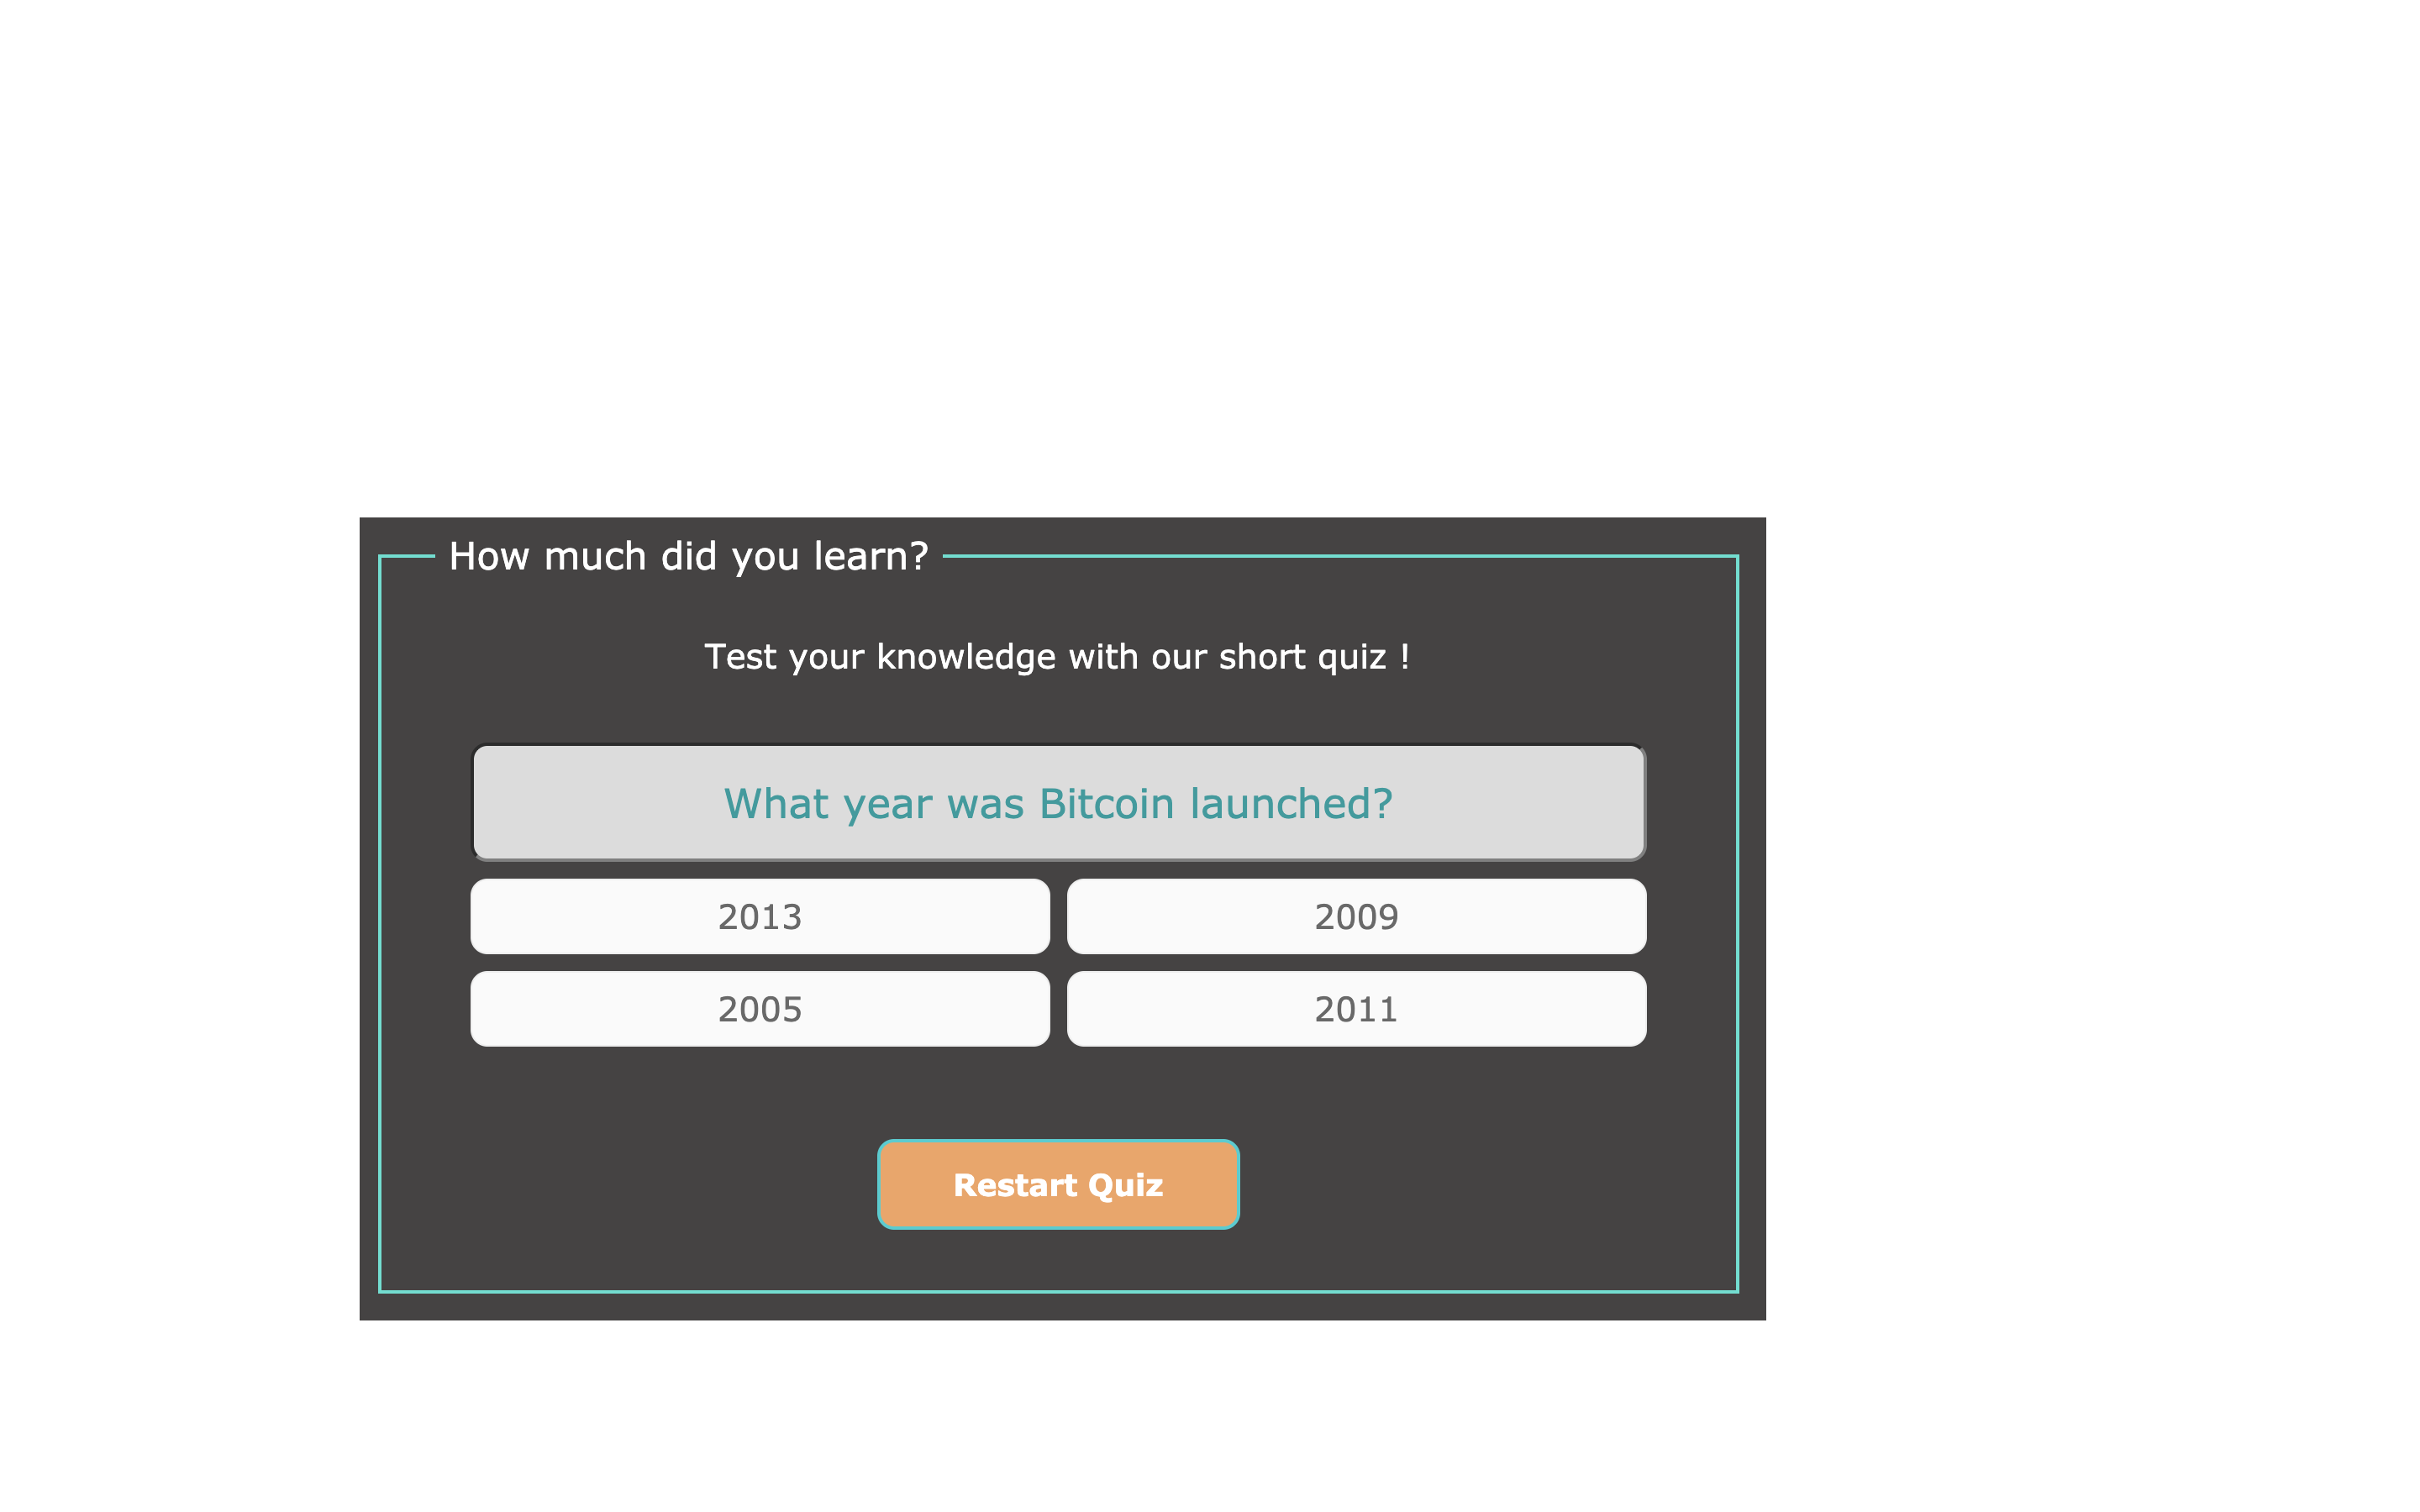 How much did you learn?
Test your knowledge with our short quiz !
What year was Bitcoin launched?
2013
2009
2005
2011
Restart Quiz